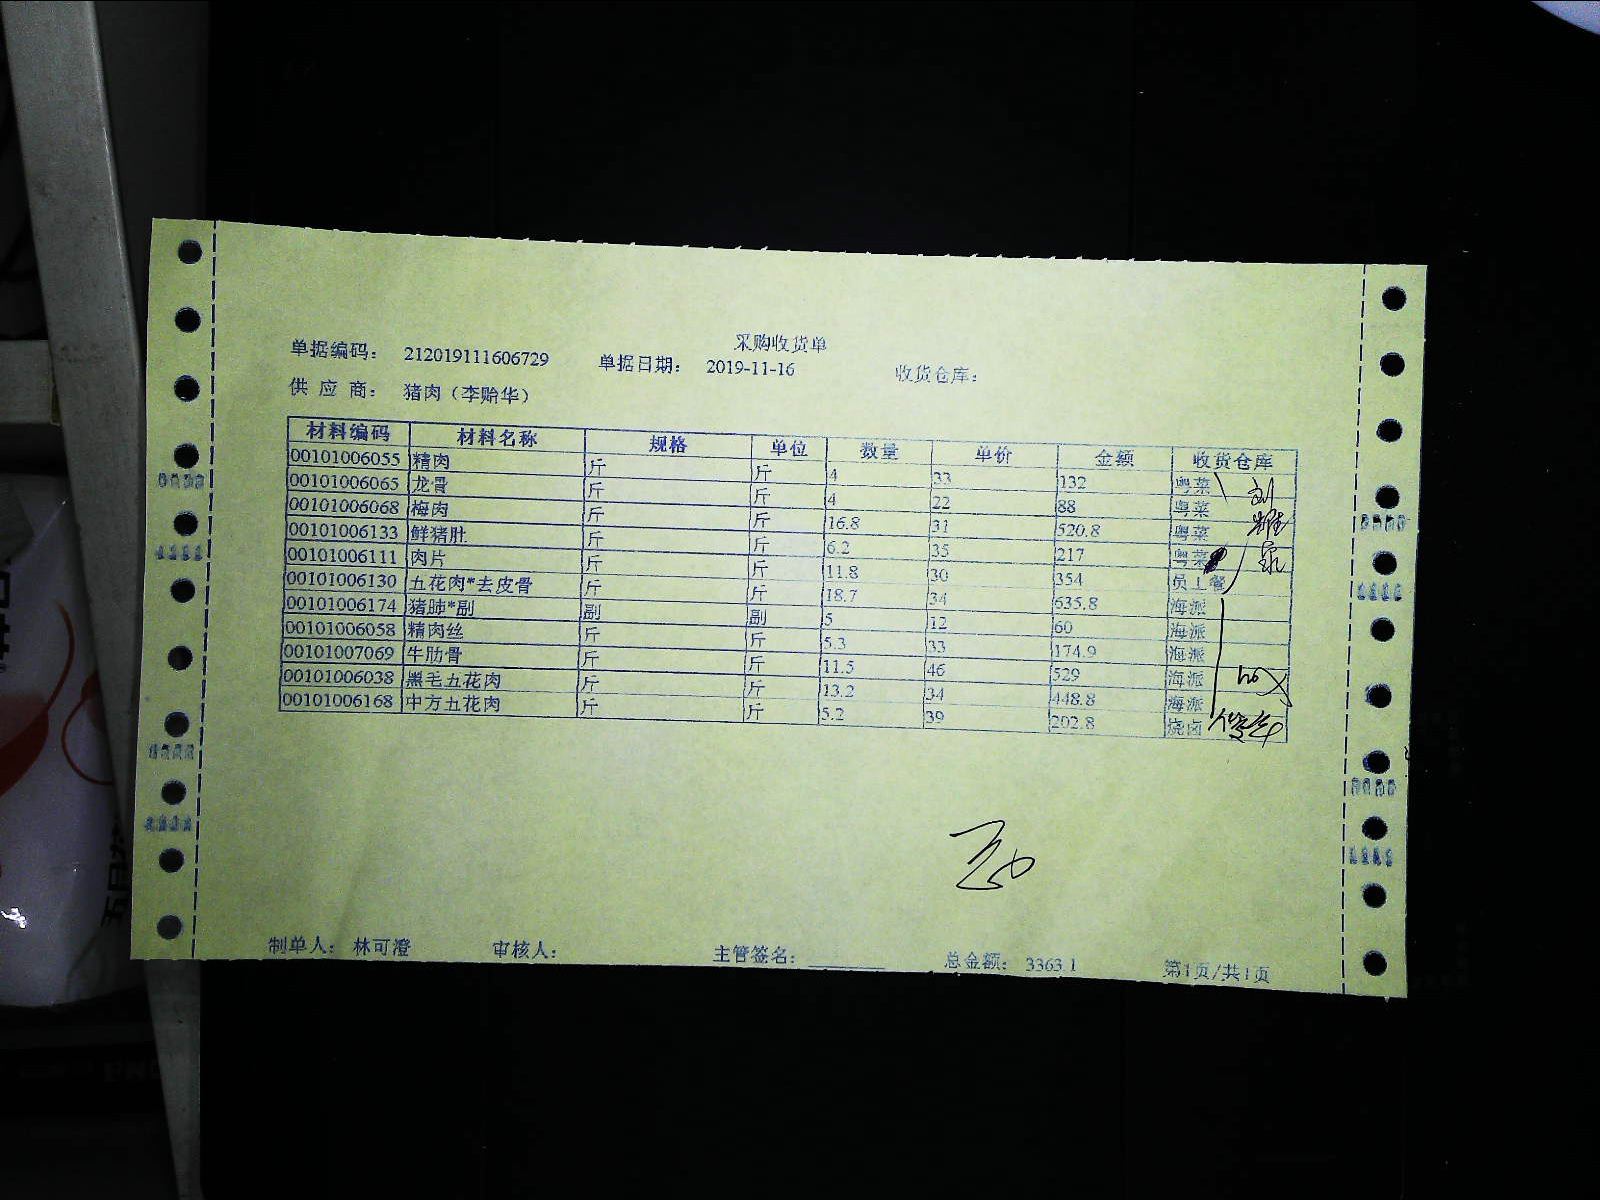 采购收货单
单据编码： 212019111606729 单据日期： 2019-11-16 收货仓库：
供 应 商： 猪肉（李贻华）
材料编码 材料名称 规格 单位 数量 单价 金额 收货仓库
00101006055 精肉 斤 斤 4 33 132 粤菜
00101006065 龙骨 斤 斤 4 22 88 粤菜
00101006068 梅肉 斤 斤 16.8 31 520.8 粤菜
00101006133 鲜猪肚 斤 斤 6.2 35 217 粤菜
00101006111 肉片 斤 斤 11.8 30 354 员工餐
00101006130 五花肉*去皮骨 斤 斤 18.7 34 635.8 海派
00101006174 猪肺*副 副 副 5 12 60 海派
00101006058 精肉丝 斤 斤 5.3 33 174.9 海派
00101007069 牛肋骨 斤 斤 11.5 46 529 海派
00101006038 黑毛五花肉 斤 斤 13.2 34 448.8 海派
00101006168 中方五花肉 斤 斤 5.2 39 202.8 烧卤
制单人： 林可澄 审核人： 主管签名： 总金额： 3363.1 第1页/共1页